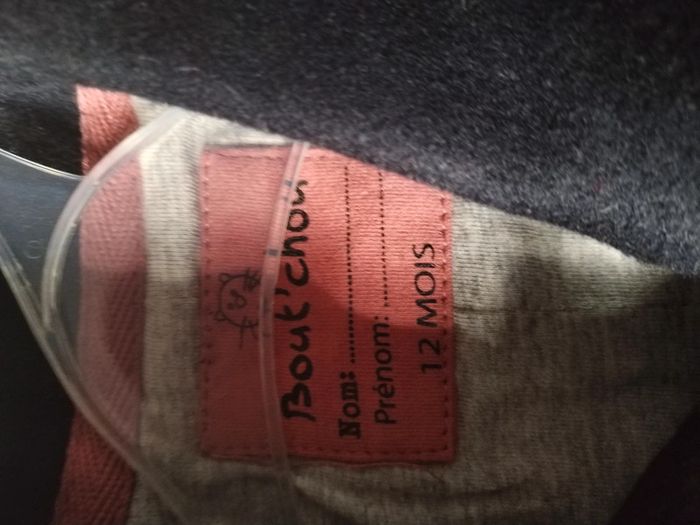 Bout'chou
Nom: ....................
Prénom: ................
12 MOIS